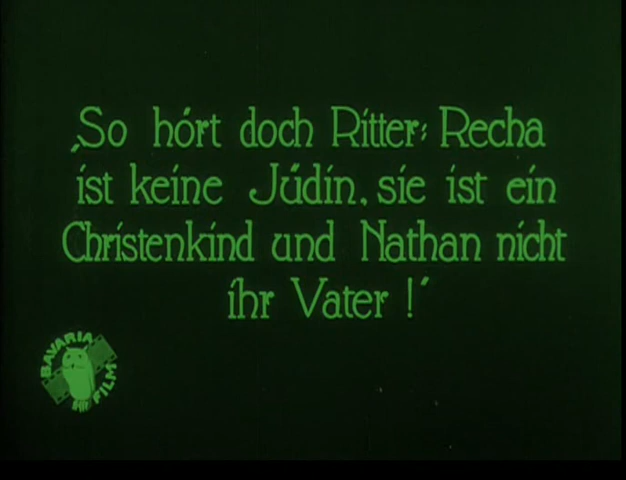 „So hört doch Ritter: Recha
ist keine Jüdin, sie ist ein
Christenkind und Nathan nicht
ihr Vater!“
BAVARIA
FILM